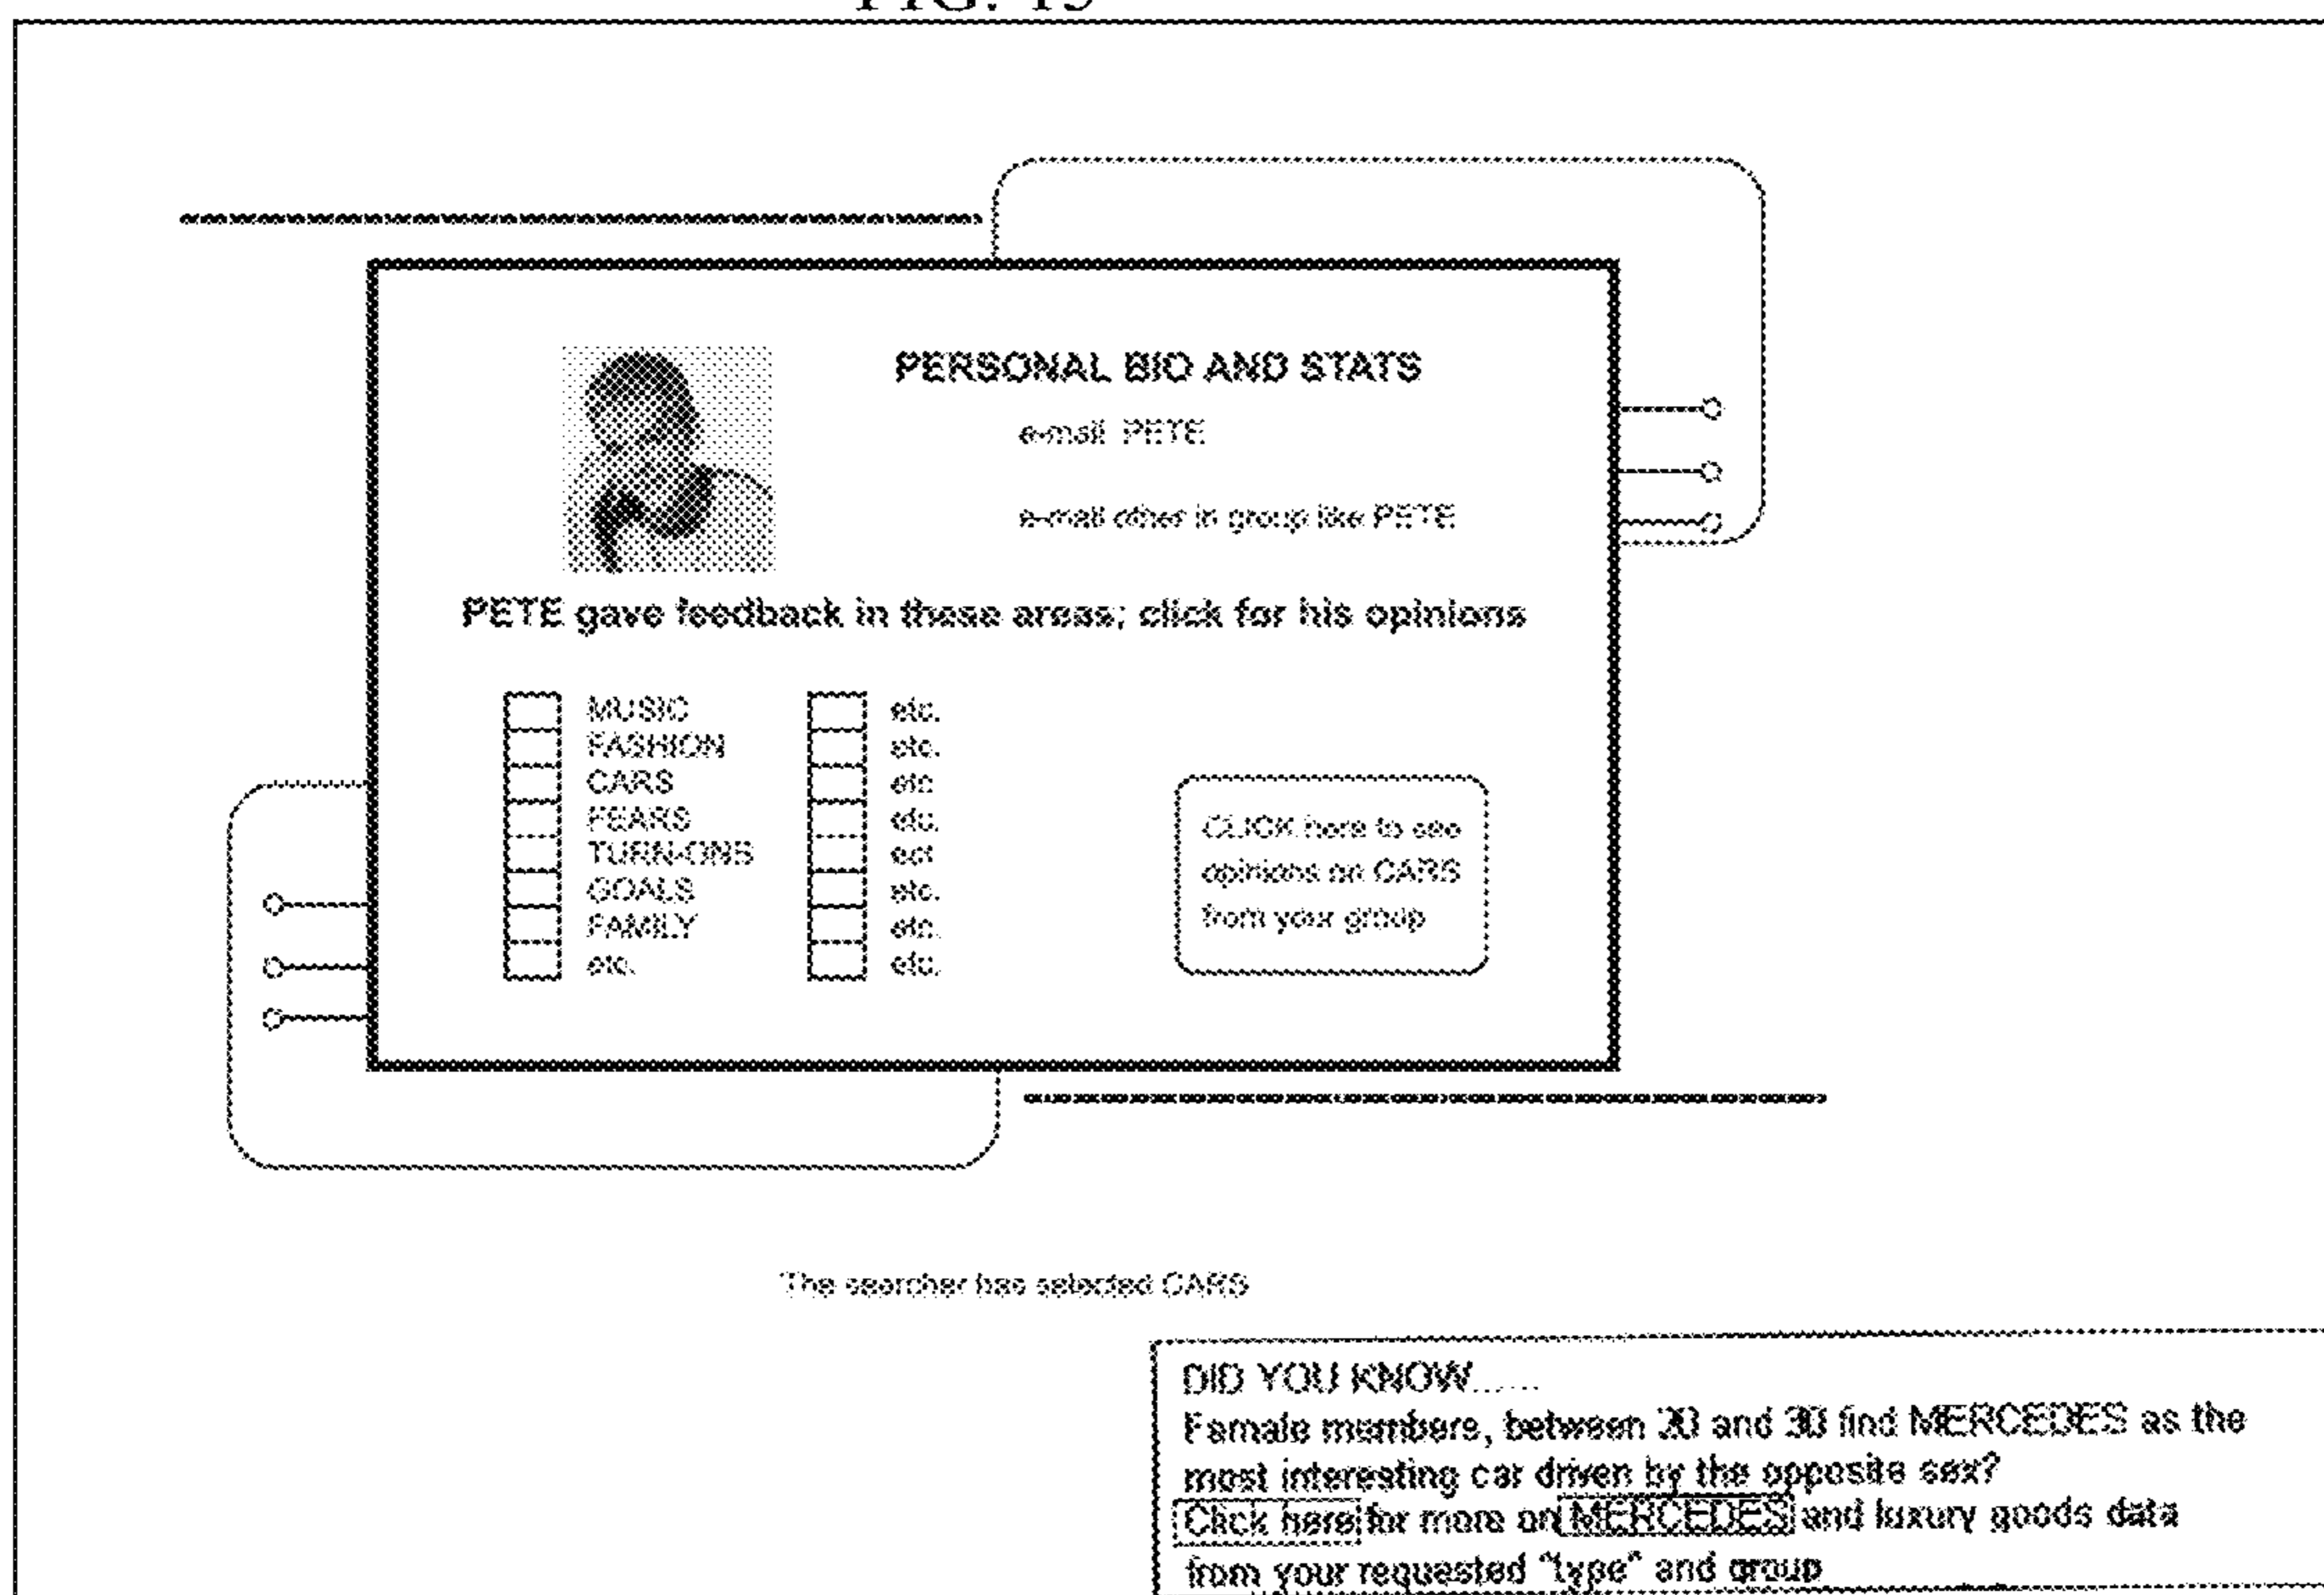 FIG. 15
PERSONAL BIO AND STATS
e-mail PETE
e-mail other in group like PETE
PETE gave feedback in these areas; click for his opinions
MUSIC etc.
FASHION etc.
CARS etc
FEARS etc.
TURN-ONS ect
GOALS etc.
FAMILY etc.
etc. etc.
CLICK here to see
opinions on CARS
from your group
The searcher has selected CARS
DID YOU KNOW......
Female members, between 20 and 30 find MERCEDES as the
most interesting car driven by the opposite sex?
Click here for more on MERCEDES and luxury goods data
from your requested "type" and group